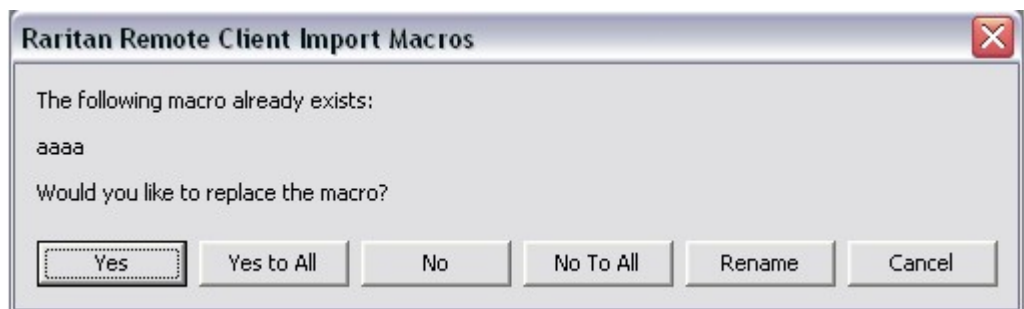 Raritan Remote Client Import Macros
The following macro already exists:
aaaa
Would you like to replace the macro?
Yes Yes to All No No To All Rename Cancel